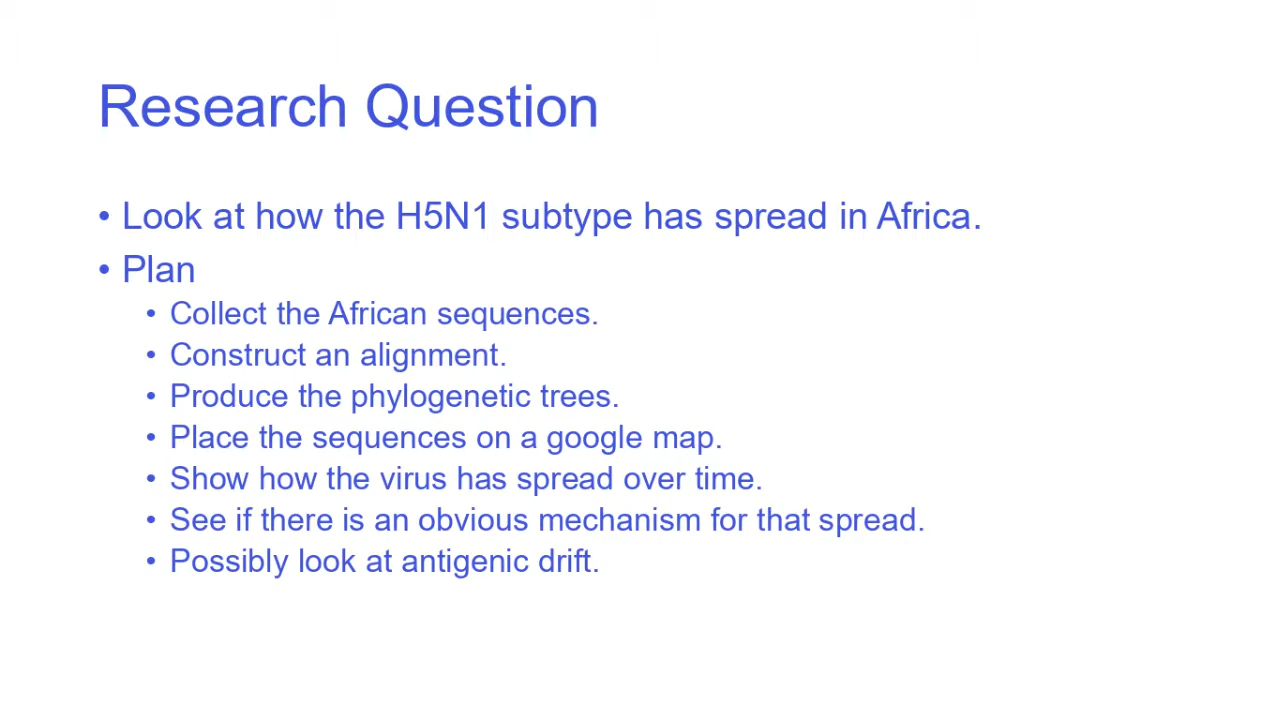 Research Question
• Look at how the H5N1 subtype has spread in Africa.
• Plan
• Collect the African sequences.
• Construct an alignment.
• Produce the phylogenetic trees.
• Place the sequences on a google map.
• Show how the virus has spread over time.
• See if there is an obvious mechanism for that spread.
• Possibly look at antigenic drift.